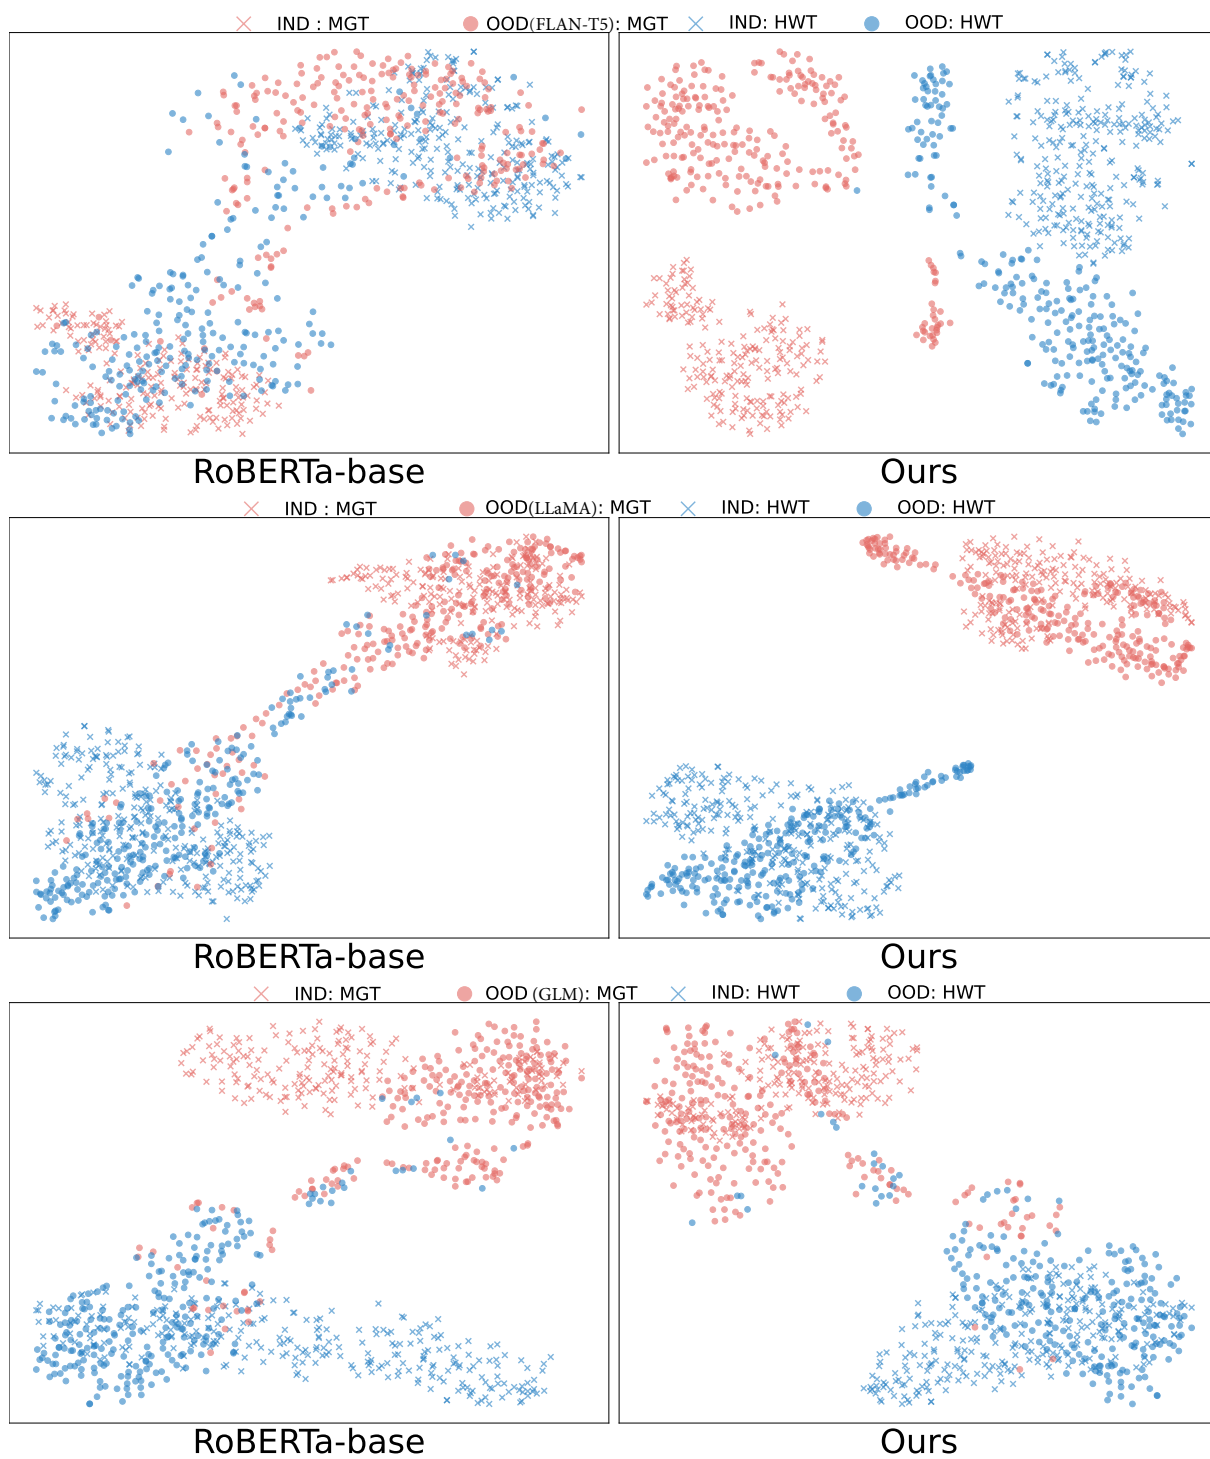 IND : MGT OOD(FLAN-T5): MGT IND: HWT OOD: HWT
RoBERTa-base Ours
IND : MGT OOD(LLaMA): MGT IND: HWT OOD: HWT
RoBERTa-base Ours
IND: MGT OOD (GLM): MGT IND: HWT OOD: HWT
RoBERTa-base Ours